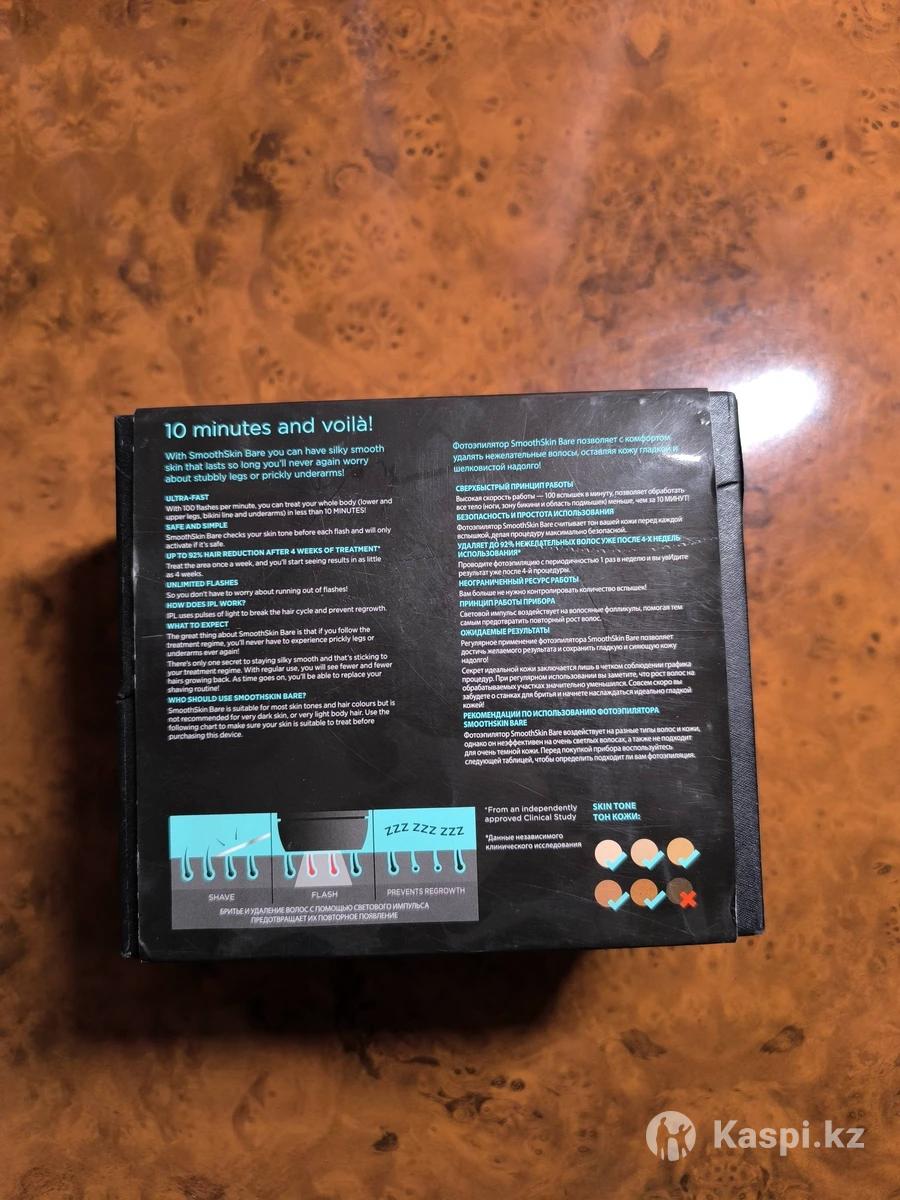 10 minutes and voilà!
With SmoothSkin Bare you can have silky smooth
skin that lasts so long you'll never again worry
about stubbly legs or prickly underarms!
ULTRA-FAST
With 100 flashes per minute, you can treat your whole body (lower and
upper legs, bikini line and underarms) in less than 10 MINUTES!
SAFE AND SIMPLE
SmoothSkin Bare checks your skin tone before each flash and will only
activate if it's safe.
UP TO 92% HAIR REDUCTION AFTER 4 WEEKS OF TREATMENT*
Treat the area once a week, and you'll start seeing results in as little
as 4 weeks.
UNLIMITED FLASHES
So you don't have to worry about running out of flashes!
HOW DOES IPL WORK?
IPL uses pulses of light to break the hair cycle and prevent regrowth.
WHAT TO EXPECT
The great thing about SmoothSkin Bare is that if you follow the
treatment regime, you'll never have to experience prickly legs or
underarms ever again!
There's only one secret to staying silky smooth and that's sticking to
your treatment regime. With regular use, you will see fewer and fewer
hairs growing back. As time goes on, you'll be able to replace your
shaving routine!
WHO SHOULD USE SMOOTHSKIN BARE?
SmoothSkin Bare is suitable for most skin tones and hair colours but is
not recommended for very dark skin, or very light body hair. Use the
following chart to make sure your skin is suitable to treat before
purchasing this device.
Фотоэпилятор SmoothSkin Bare позволяет с комфортом
удалять нежелательные волосы, оставляя кожу гладкой и
шелковистой надолго!
СВЕРХБЫСТРЫЙ ПРИНЦИП РАБОТЫ
Высокая скорость работы — 100 вспышек в минуту, позволяет обработать
все тело (ноги, зону бикини и область подмышек) меньше, чем за 10 МИНУТ!
БЕЗОПАСНОСТЬ И ПРОСТОТА ИСПОЛЬЗОВАНИЯ
Фотоэпилятор SmoothSkin Bare считывает тон вашей кожи перед каждой
вспышкой, делая процедуру максимально безопасной.
УДАЛЯЕТ ДО 92% НЕЖЕЛАТЕЛЬНЫХ ВОЛОС УЖЕ ПОСЛЕ 4-Х НЕДЕЛЬ
ИСПОЛЬЗОВАНИЯ*
Проводите фотоэпиляцию с периодичностью 1 раз в неделю и вы увИдите
результат уже после 4-й процедуры.
НЕОГРАНИЧЕННЫЙ РЕСУРС РАБОТЫ
Вам больше не нужно контролировать количество вспышек!
ПРИНЦИП РАБОТЫ ПРИБОРА
Световой импульс воздействует на волосяные фолликулы, помогая тем
самым предотвратить повторный рост волос.
ОЖИДАЕМЫЕ РЕЗУЛЬТАТЫ
Регулярное применение фотоэпилятора SmoothSkin Bare позволяет
достичь желаемого результата и сохранить гладкую и сияющую кожу
надолго!
Секрет идеальной кожи заключается лишь в четком соблюдении графика
процедур. При регулярном использовании вы заметите, что рост волос на
обрабатываемых участках значительно уменьшился. Совсем скоро вы
забудете о станках для бритья и начнете наслаждаться идеально гладкой
кожей!
РЕКОМЕНДАЦИИ ПО ИСПОЛЬЗОВАНИЮ ФОТОЭПИЛЯТОРА
SMOOTHSKIN BARE
Фотоэпилятор SmoothSkin Bare воздействует на разные типы волос и кожи,
однако он неэффективен на очень светлых волосах, а также не подходит
для очень темной кожи. Перед покупкой прибора воспользуйтесь
следующей таблицей, чтобы определить подходит ли вам фотоэпиляция.
ZZZ ZZZ ZZZ
SHAVE
FLASH
PREVENTS REGROWTH
БРИТЬЕ И УДАЛЕНИЕ ВОЛОС С ПОМОЩЬЮ СВЕТОВОГО ИМПУЛЬСА
ПРЕДОТВРАЩАЕТ ИХ ПОВТОРНОЕ ПОЯВЛЕНИЕ
*From an independently
approved Clinical Study
*Данные независимого
клинического исследования
SKIN TONE
ТОН КОЖИ:
Kaspi.kz